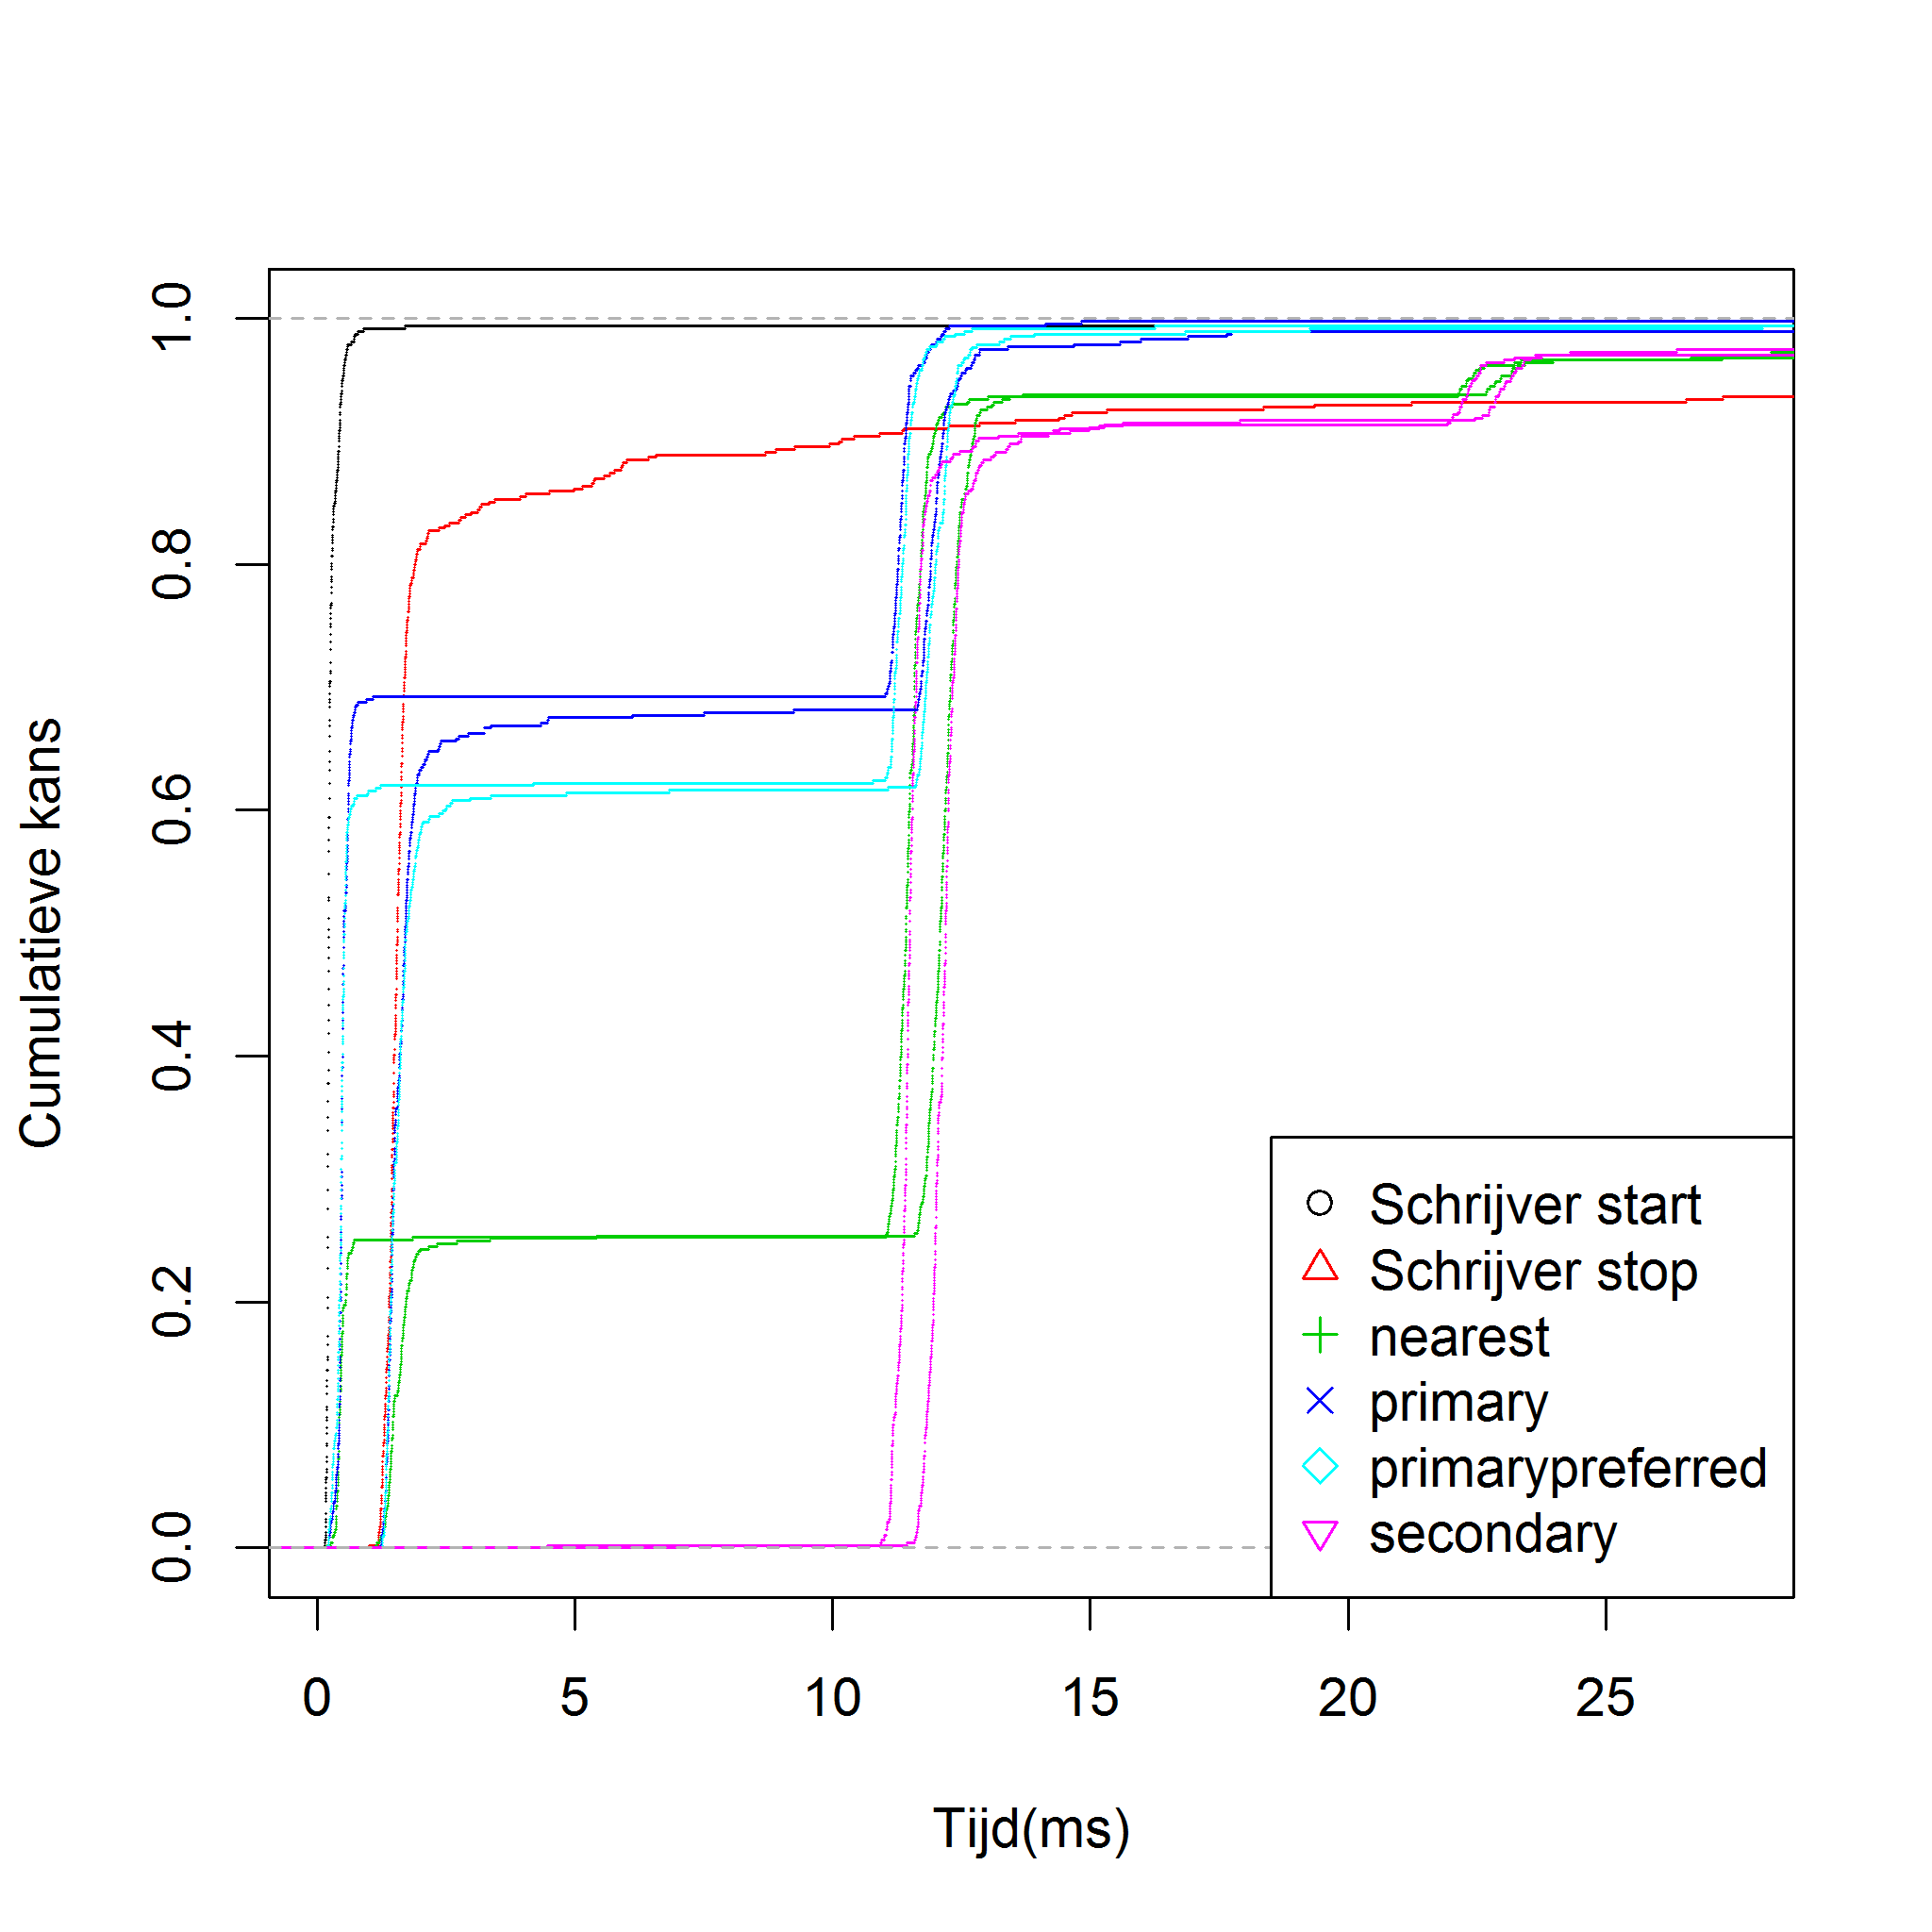 Cumulatieve kans
1.0
0.8
0.6
0.4
0.2
0.0
Schrijver start
Schrijver stop
nearest
primary
primarypreferred
secondary
0 5 10 15 20 25
Tijd(ms)